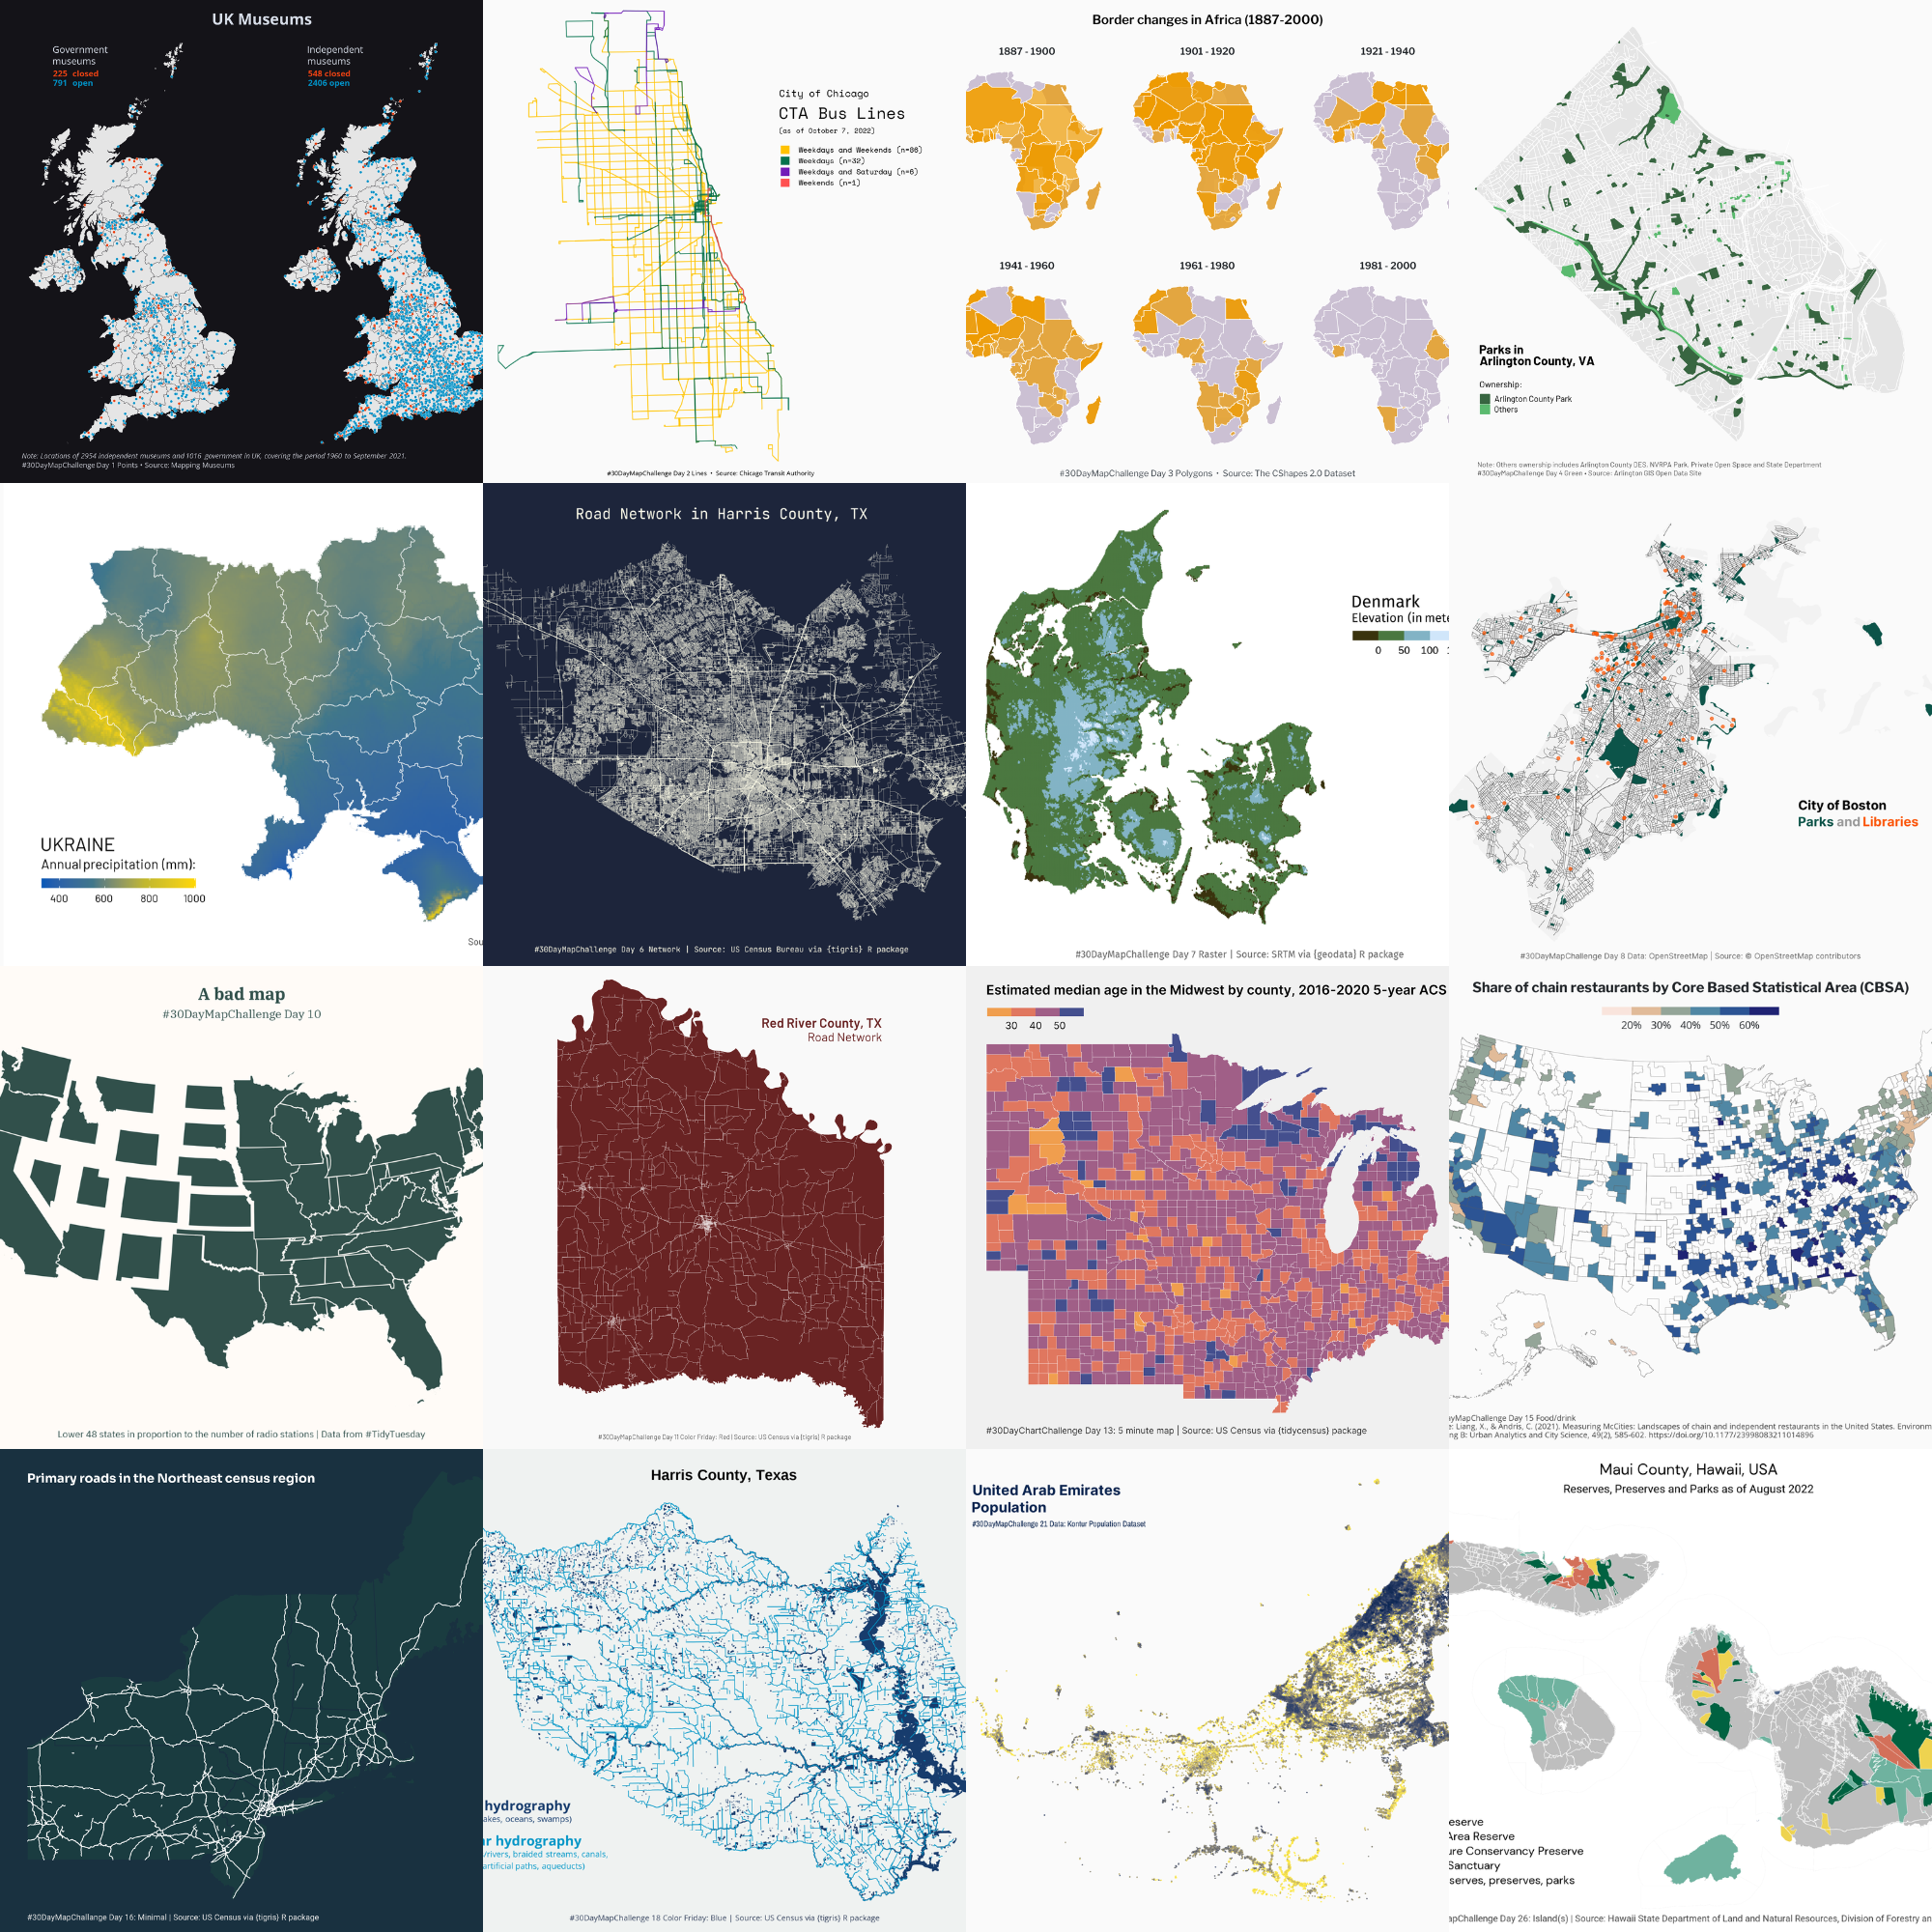 UK Museums
Government
museums
225 closed
791 open
Independent
museums
548 closed
2406 open
Note: Locations of 2954 independent museums and 1016 government in UK, covering the period 1960 to September 2021.
#30DayMapChallenge Day 1 Points • Source: Mapping Museums
City of Chicago
CTA Bus Lines
(as of October 7, 2022)
Weekdays and Weekends (n=86)
Weekdays (n=32)
Weekdays and Saturday (n=6)
Weekends (n=1)
#30DayMapChallenge Day 2 Lines • Source: Chicago Transit Authority
Border changes in Africa (1887-2000)
1887 - 1900
1901 - 1920
1921 - 1940
1941 - 1960
1961 - 1980
1981 - 2000
#30DayMapChallenge Day 3 Polygons • Source: The CShapes 2.0 Dataset
Parks in
Arlington County, VA
Ownership:
Arlington County Park
Others
Note: Others ownership includes Arlington County DES, NVRPA Park, Private Open Space and State Department
#30DayMapChallenge Day 4 Green • Source: Arlington GIS Open Data Site
UKRAINE
Annual precipitation (mm):
400 600 800 1000
Sou
Road Network in Harris County, TX
#30DayMapChallenge Day 6 Network | Source: US Census Bureau via {tigris} R package
Denmark
Elevation (in mete
0 50 100 1
#30DayMapChallenge Day 7 Raster | Source: SRTM via {geodata} R package
City of Boston
Parks and Libraries
#30DayMapChallenge Day 8 Data: OpenStreetMap | Source: © OpenStreetMap contributors
A bad map
#30DayMapChallenge Day 10
Lower 48 states in proportion to the number of radio stations | Data from #TidyTuesday
Red River County, TX
Road Network
#30DayMapChallenge Day 11 Color Friday: Red | Source: US Census via {tigris} R package
Estimated median age in the Midwest by county, 2016-2020 5-year ACS
30 40 50
#30DayChartChallenge Day 13: 5 minute map | Source: US Census via {tidycensus} package
Share of chain restaurants by Core Based Statistical Area (CBSA)
20% 30% 40% 50% 60%
ayMapChallenge Day 15 Food/drink
e: Liang, X., & Andris, C. (2021). Measuring McCities: Landscapes of chain and independent restaurants in the United States. Environm
ng B: Urban Analytics and City Science, 49(2), 585-602. https://doi.org/10.1177/23998083211014896
Primary roads in the Northeast census region
#30DayMapChallange Day 16: Minimal | Source: US Census via {tigris} R package
Harris County, Texas
hydrography
akes, oceans, swamps)
ar hydrography
/rivers, braided streams, canals,
artificial paths, aqueducts)
#30DayMapChallenge 18 Color Friday: Blue | Source: US Census via {tigris} R package
United Arab Emirates
Population
#30DayMapChallenge 21 Data: Kontur Population Dataset
Maui County, Hawaii, USA
Reserves, Preserves and Parks as of August 2022
eserve
Area Reserve
ure Conservancy Preserve
Sanctuary
serves, preserves, parks
apChallenge Day 26: Island(s) | Source: Hawaii State Department of Land and Natural Resources, Division of Forestry an